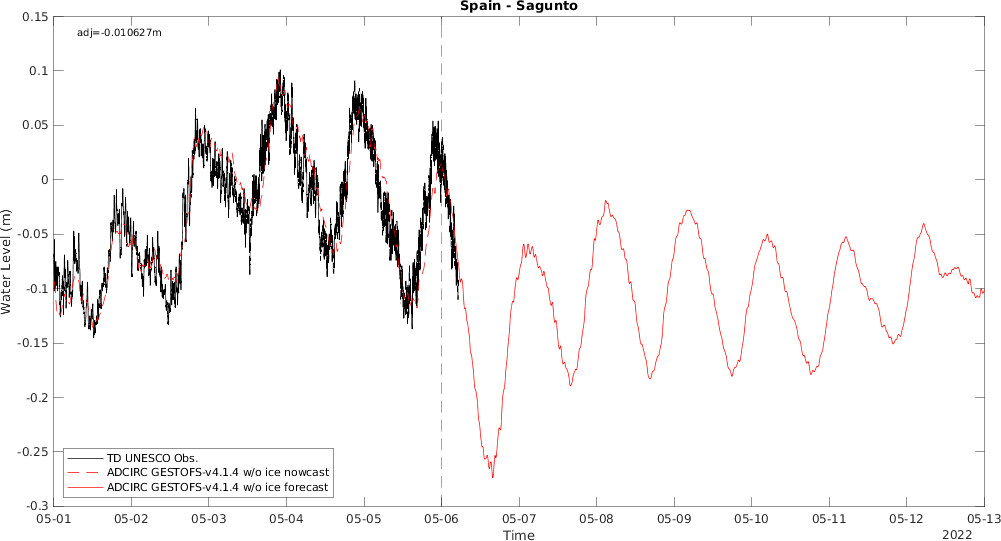 Spain - Sagunto
0.15
adj=-0.010627m
0.1
0.05
0
-0.05
-0.1
-0.15
-0.2
-0.25
-0.3
Water Level (m)
TD UNESCO Obs.
ADCIRC GESTOFS-v4.1.4 w/o ice nowcast
ADCIRC GESTOFS-v4.1.4 w/o ice forecast
05-01 05-02 05-03 05-04 05-05 05-06 05-07 05-08 05-09 05-10 05-11 05-12 05-13
Time
2022